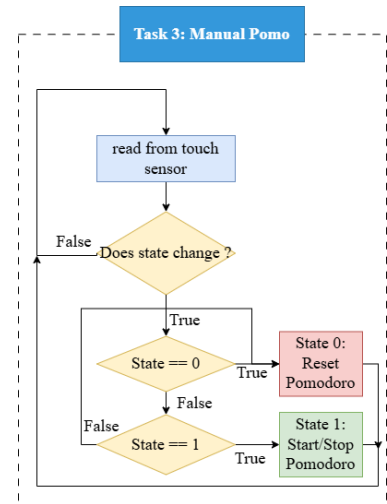 Task 3: Manual Pomo
read from touch
sensor
False
Does state change ?
True
State == 0
True
State 0:
Reset
Pomodoro
False
False
State == 1
True
State 1:
Start/Stop
Pomodoro